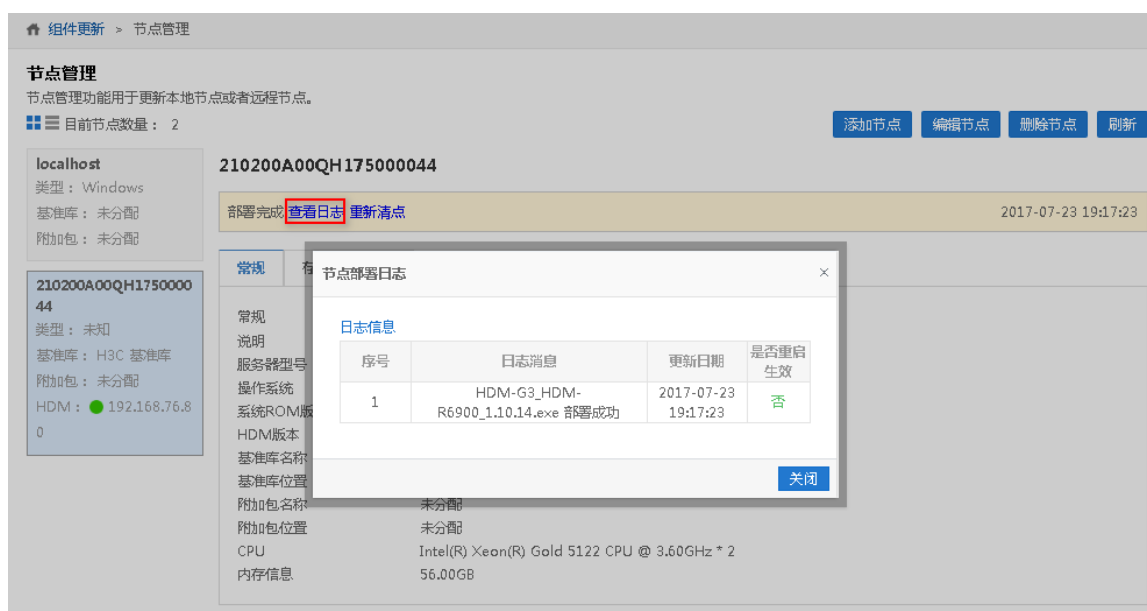 组件更新 > 节点管理
节点管理
节点管理功能用于更新本地节点或者远程节点。
目前节点数量： 2
添加节点 编辑节点 删除节点 刷新
localhost
类型： Windows
基准库： 未分配
附加包： 未分配
210200A00QH1750000
44
类型： 未知
基准库： H3C 基准库
附加包： 未分配
HDM： 192.168.76.8
0
210200A00QH175000044
部署完成 查看日志 重新清点 2017-07-23 19:17:23
常规 存
节点部署日志 ×
日志信息
序号 日志消息 更新日期 是否重启
生效
1 HDM-G3_HDM-
R6900_1.10.14.exe 部署成功 2017-07-23
19:17:23 否
关闭
常规
说明
服务器型号
操作系统
系统ROM版
HDM版本
基准库名称
基准库位置
附加包名称 未分配
附加包位置 未分配
CPU Intel(R) Xeon(R) Gold 5122 CPU @ 3.60GHz * 2
内存信息 56.00GB